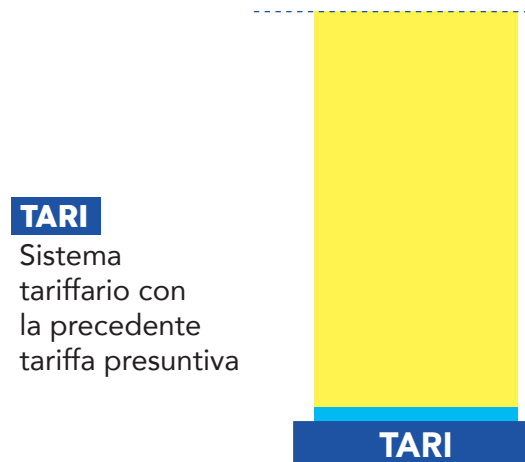 TARI
Sistema
tariffario con
la precedente
tariffa presuntiva
TARI